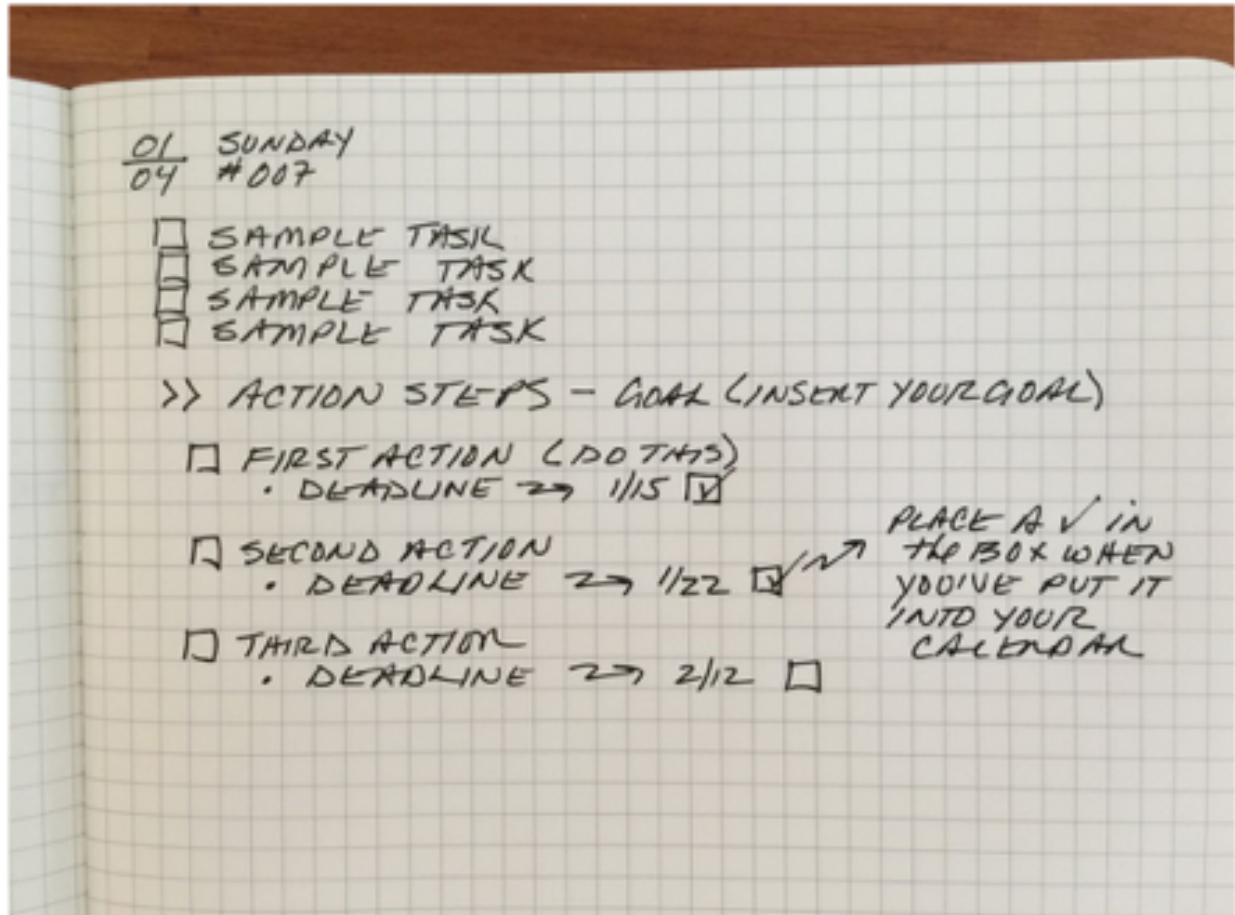 01 SUNDAY
04 #007
☐ SAMPLE TASK
☐ SAMPLE TASK
☐ SAMPLE TASK
☐ SAMPLE TASK
>> ACTION STEPS - GOAL (INSERT YOUR GOAL)
☐ FIRST ACTION (DO THIS)
• DEADLINE → 1/15 ☑
☐ SECOND ACTION
• DEADLINE → 1/22 ☑ →
PLACE A ✓ IN
the BOX WHEN
YOU'VE PUT IT
INTO YOUR
CALENDAR
☐ THIRD ACTION
• DEADLINE → 2/12 ☐